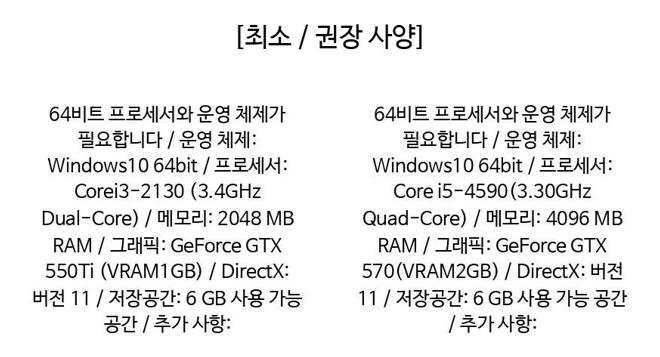 [최소 / 권장 사양]
64비트 프로세서와 운영 체제가
필요합니다 / 운영 체제:
Windows10 64bit / 프로세서:
Corei3-2130 (3.4GHz
Dual-Core) / 메모리: 2048 MB
RAM / 그래픽: GeForce GTX
550Ti (VRAM1GB) / DirectX:
버전 11 / 저장공간: 6 GB 사용 가능
공간 / 추가 사항:
64비트 프로세서와 운영 체제가
필요합니다 / 운영 체제:
Windows10 64bit / 프로세서:
Core i5-4590(3.30GHz
Quad-Core) / 메모리: 4096 MB
RAM / 그래픽: GeForce GTX
570(VRAM2GB) / DirectX: 버전
11 / 저장공간: 6 GB 사용 가능 공간
/ 추가 사항: